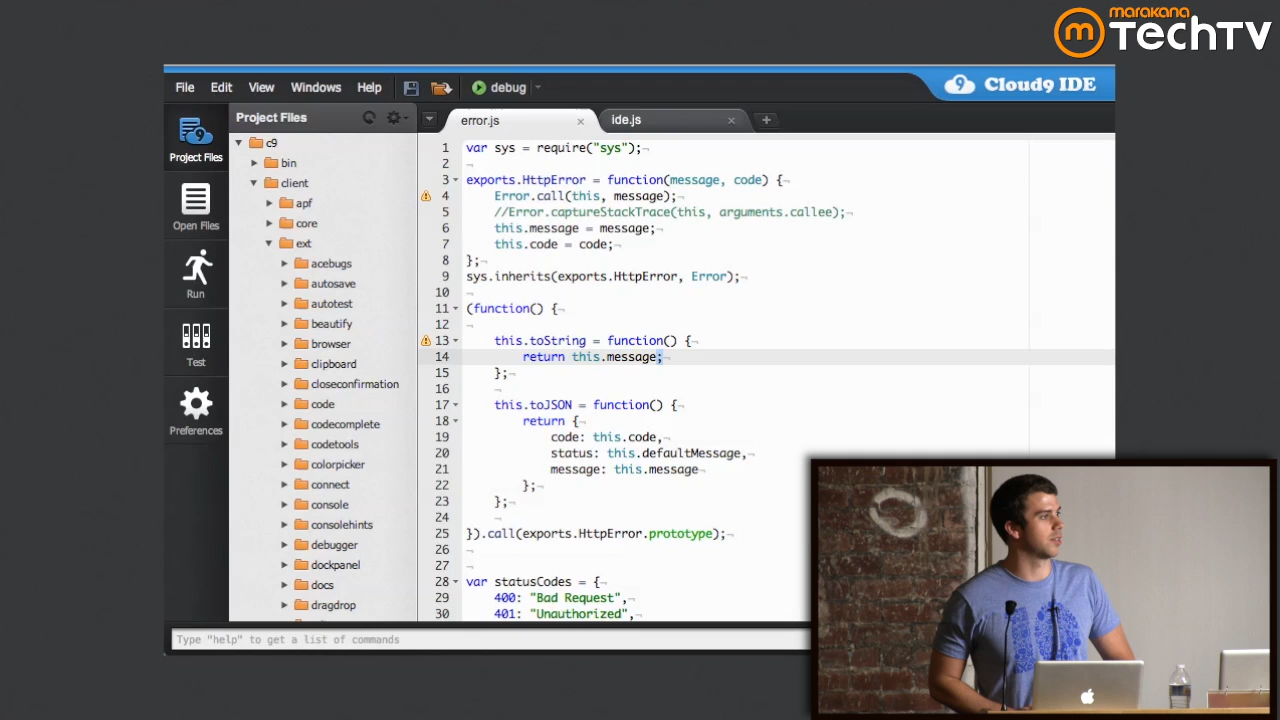 marakana
TechTV
File Edit View Windows Help debug
Cloud9 IDE
Project Files
error.js
ide.js
Project Files
Open Files
Run
Test
Preferences
c9
bin
client
apf
core
ext
acebugs
autosave
autotest
beautify
browser
clipboard
closeconfirmation
code
codecomplete
codetools
colorpicker
connect
console
consolehints
debugger
dockpanel
docs
dragdrop
1 var sys = require("sys");¬
2 ¬
3 exports.HttpError = function(message, code) {¬
4 Error.call(this, message);¬
5 //Error.captureStackTrace(this, arguments.callee);¬
6 this.message = message;¬
7 this.code = code;¬
8 };¬
9 sys.inherits(exports.HttpError, Error);¬
10 ¬
11 (function() {¬
12 ¬
13 this.toString = function() {¬
14 return this.message;¬
15 };¬
16 ¬
17 this.toJSON = function() {¬
18 return {¬
19 code: this.code,¬
20 status: this.defaultMessage,¬
21 message: this.message¬
22 };¬
23 };¬
24 ¬
25 }).call(exports.HttpError.prototype);¬
26 ¬
27 ¬
28 var statusCodes = {¬
29 400: "Bad Request",¬
30 401: "Unauthorized",¬
Type "help" to get a list of commands